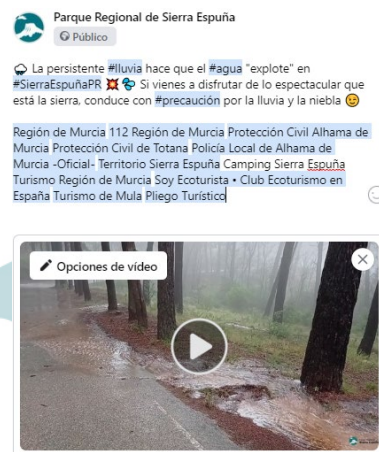 Parque Regional de Sierra Espuña
Público
🌧 La persistente #lluvia hace que el #agua "explote" en
#SierraEspuñaPR 💥💦 Si vienes a disfrutar de lo espectacular que
está la sierra, conduce con #precaución por la lluvia y la niebla 😉
Región de Murcia 112 Región de Murcia Protección Civil Alhama de
Murcia Protección Civil de Totana Policía Local de Alhama de
Murcia -Oficial- Territorio Sierra Espuña Camping Sierra Espuña
Turismo Región de Murcia Soy Ecoturista • Club Ecoturismo en
España Turismo de Mula Pliego Turístico
Opciones de vídeo